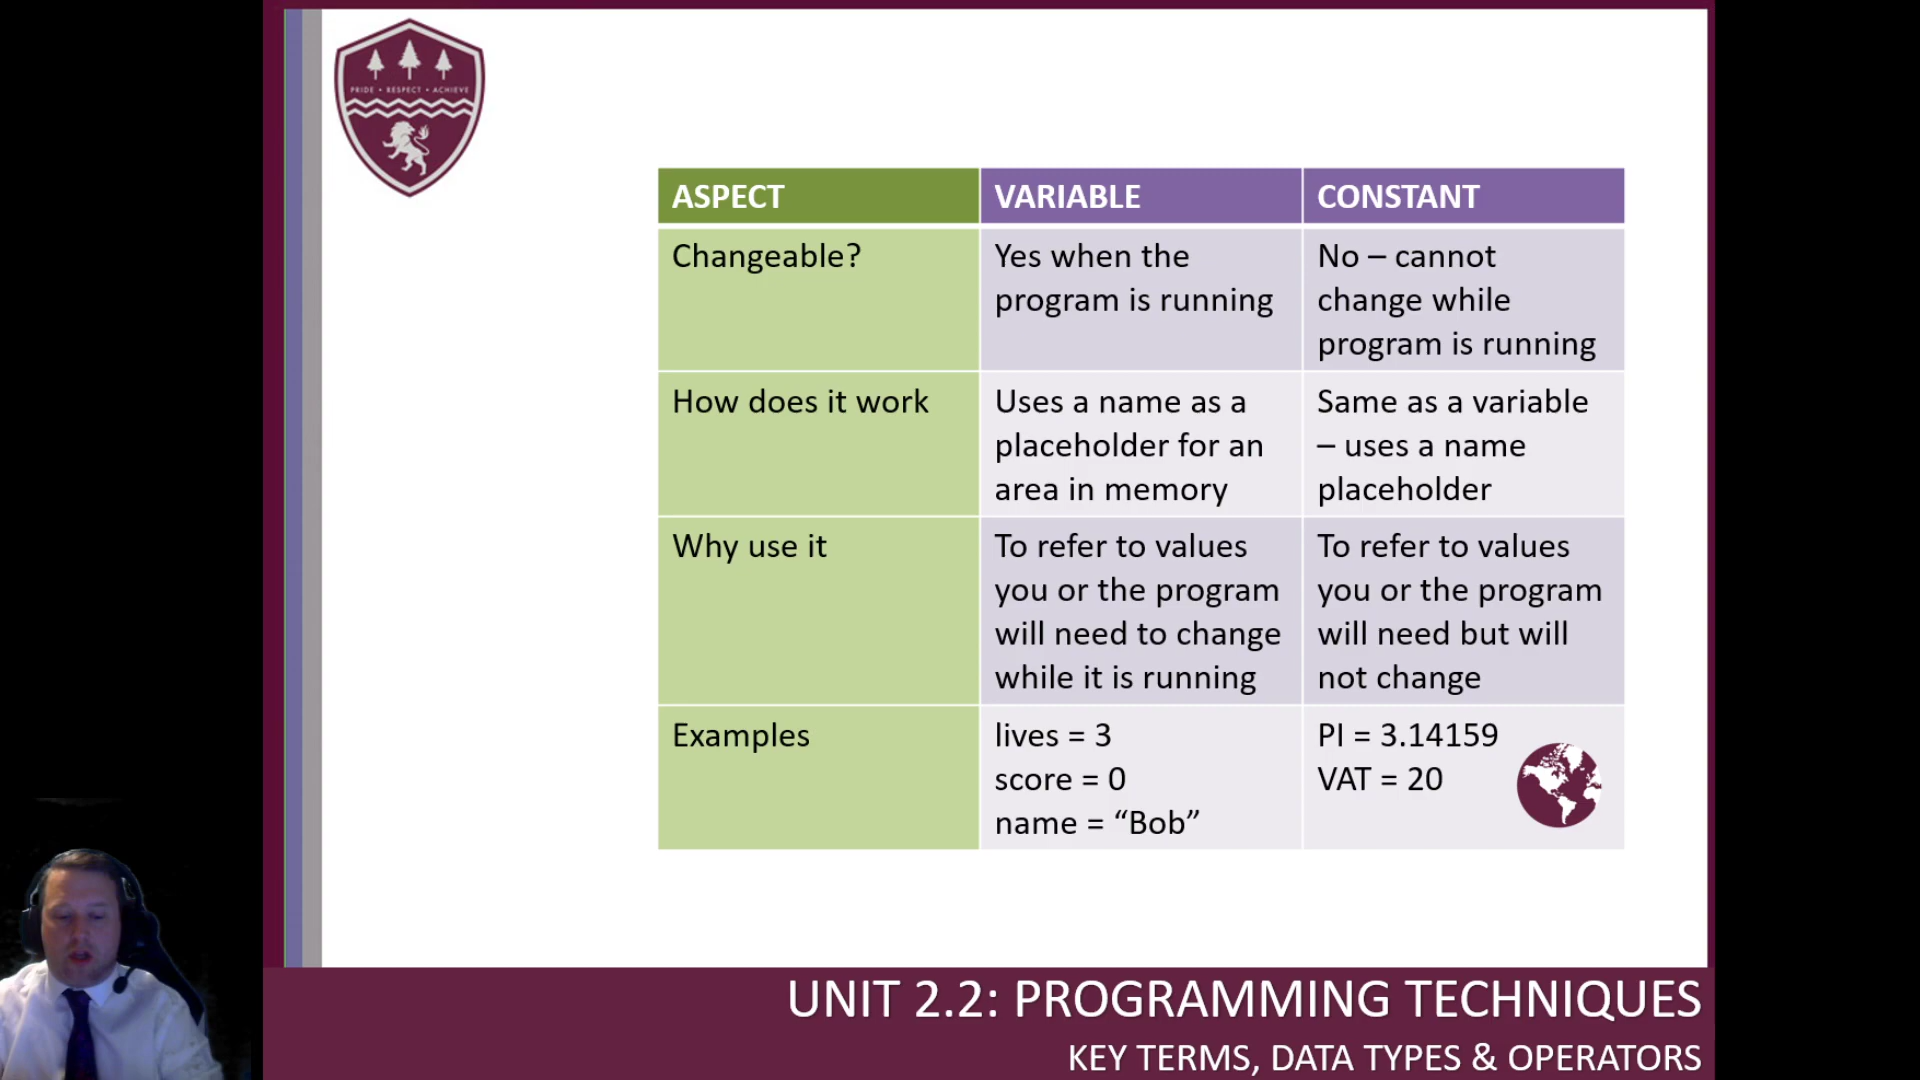 PRIDE • RESPECT • ACHIEVE
ASPECT
VARIABLE
CONSTANT
Changeable?
Yes when the
program is running
No – cannot
change while
program is running
How does it work
Uses a name as a
placeholder for an
area in memory
Same as a variable
– uses a name
placeholder
Why use it
To refer to values
you or the program
will need to change
while it is running
To refer to values
you or the program
will need but will
not change
Examples
lives = 3
score = 0
name = “Bob”
PI = 3.14159
VAT = 20
UNIT 2.2: PROGRAMMING TECHNIQUES
KEY TERMS, DATA TYPES & OPERATORS